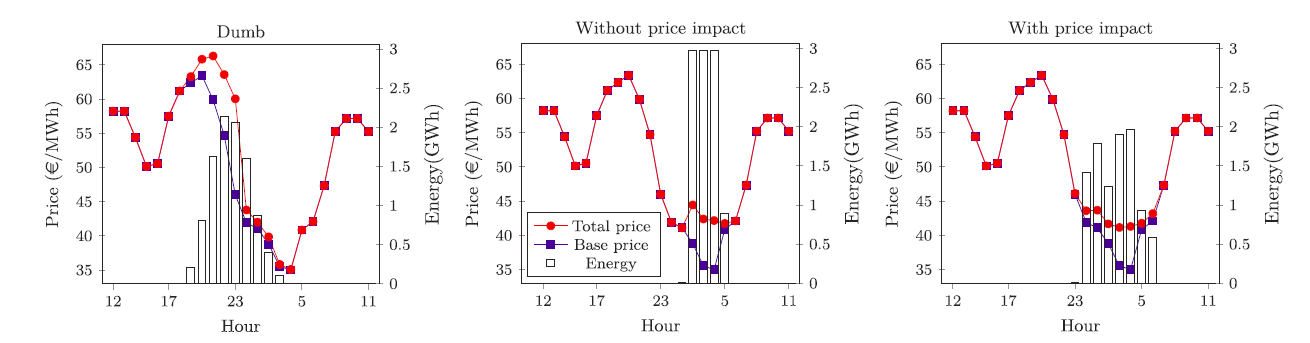 Dumb
Price (€/MWh)
65
60
55
50
45
40
35
3
2.5
2
1.5
1
0.5
0
Energy(GWh)
12 17 23 5 11
Hour
Without price impact
Price (€/MWh)
65
60
55
50
45
40
35
Total price
Base price
Energy
3
2.5
2
1.5
1
0.5
0
Energy(GWh)
12 17 23 5 11
Hour
With price impact
Price (€/MWh)
65
60
55
50
45
40
35
3
2.5
2
1.5
1
0.5
0
Energy(GWh)
12 17 23 5 11
Hour